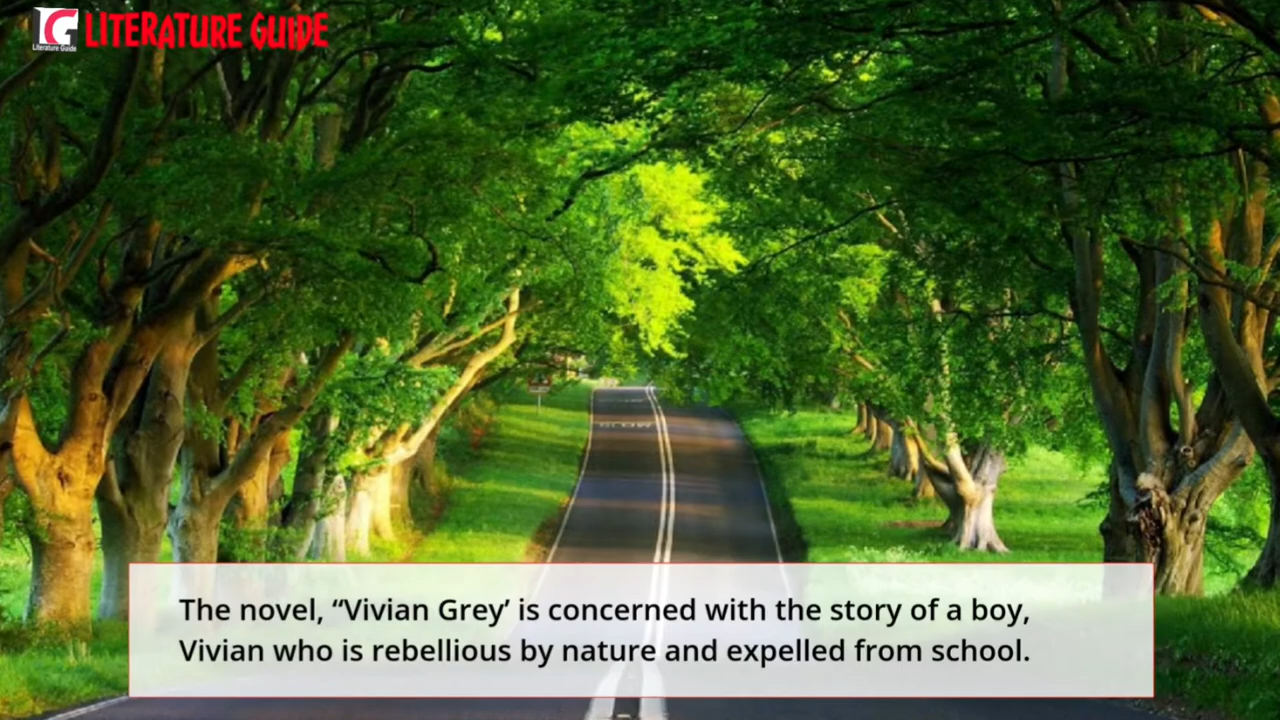 LITERATURE GUIDE
Literature Guide
SLOW
The novel, “Vivian Grey’ is concerned with the story of a boy,
Vivian who is rebellious by nature and expelled from school.